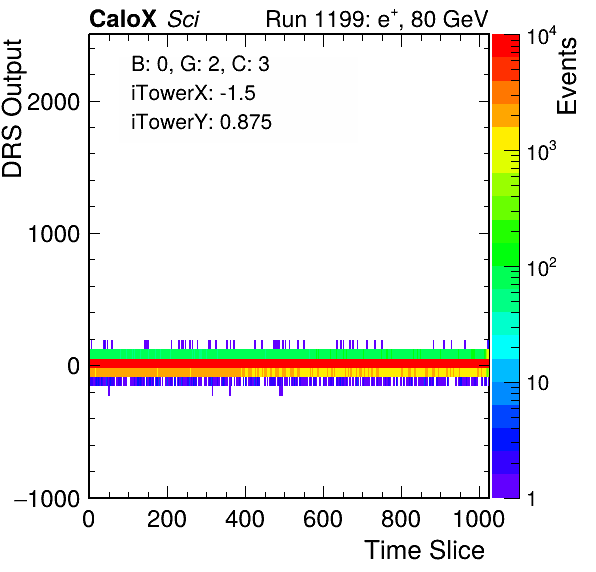 CaloX Sci Run 1199: e+, 80 GeV
B: 0, G: 2, C: 3
iTowerX: -1.5
iTowerY: 0.875
DRS Output
2000
1000
0
−1000
0 200 400 600 800 1000
Time Slice
Events
10^4
10^3
10^2
10
1